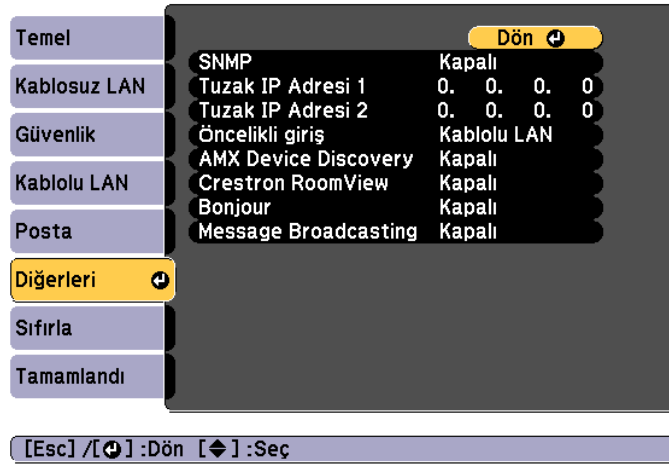 Temel
Kablosuz LAN
Güvenlik
Kablolu LAN
Posta
Diğerleri
Sıfırla
Tamamlandı
Dön
SNMP Kapalı
Tuzak IP Adresi 1 0. 0. 0. 0
Tuzak IP Adresi 2 0. 0. 0. 0
Öncelikli giriş Kablolu LAN
AMX Device Discovery Kapalı
Crestron RoomView Kapalı
Bonjour Kapalı
Message Broadcasting Kapalı
[Esc] /[⏎] :Dön [◆] :Seç